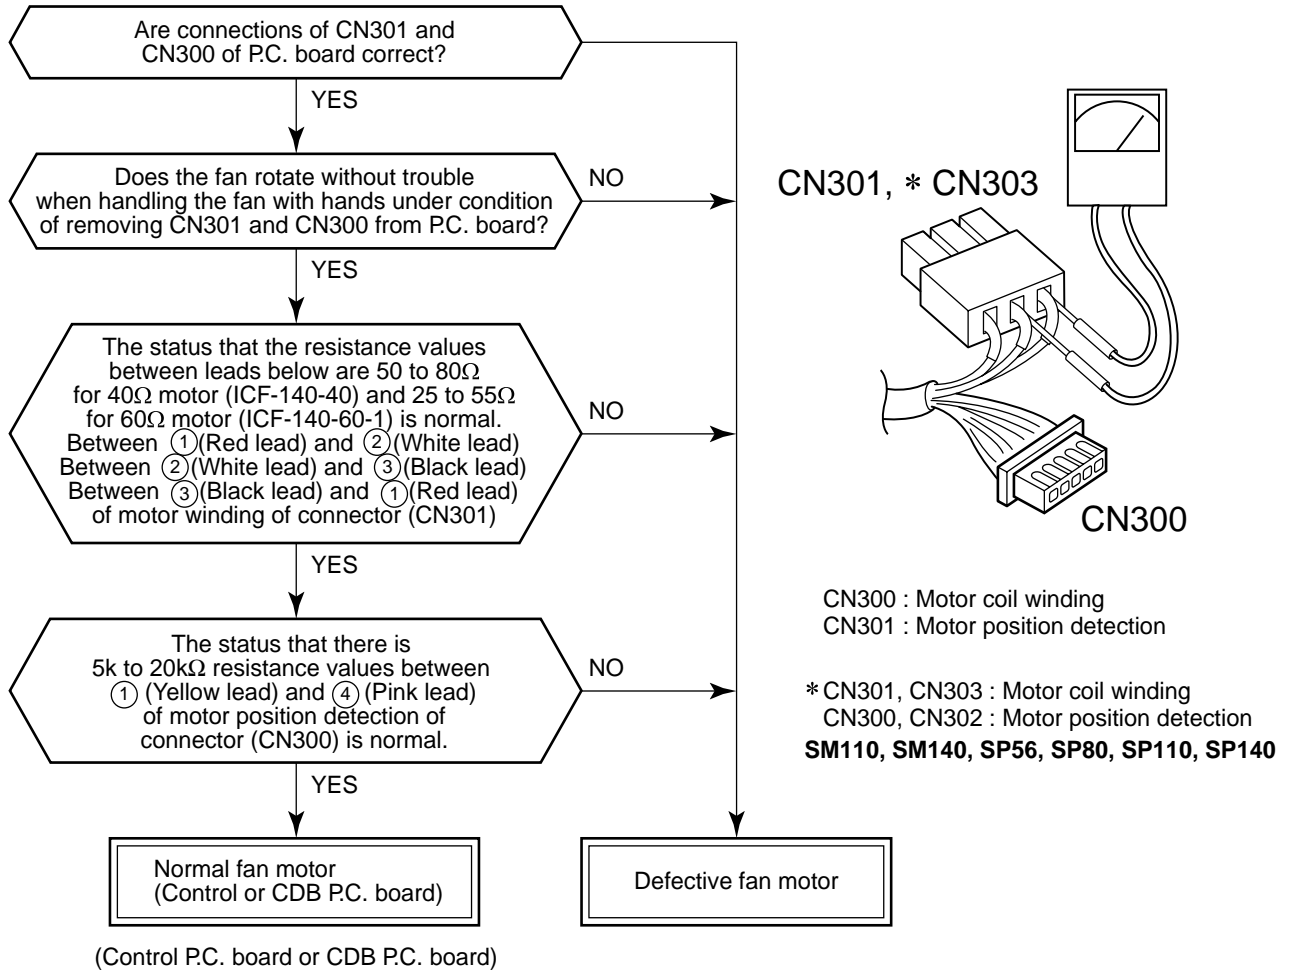 Are connections of CN301 and
CN300 of P.C. board correct?
YES
Does the fan rotate without trouble
when handling the fan with hands under condition
of removing CN301 and CN300 from P.C. board?
NO
YES
The status that the resistance values
between leads below are 50 to 80Ω
for 40Ω motor (ICF-140-40) and 25 to 55Ω
for 60Ω motor (ICF-140-60-1) is normal.
Between ①(Red lead) and ②(White lead)
Between ②(White lead) and ③(Black lead)
Between ③(Black lead) and ①(Red lead)
of motor winding of connector (CN301)
NO
YES
The status that there is
5k to 20kΩ resistance values between
① (Yellow lead) and ④ (Pink lead)
of motor position detection of
connector (CN300) is normal.
NO
YES
Normal fan motor
(Control or CDB P.C. board)
Defective fan motor
(Control P.C. board or CDB P.C. board)
CN301, * CN303
CN300
CN300 : Motor coil winding
CN301 : Motor position detection
* CN301, CN303 : Motor coil winding
CN300, CN302 : Motor position detection
SM110, SM140, SP56, SP80, SP110, SP140